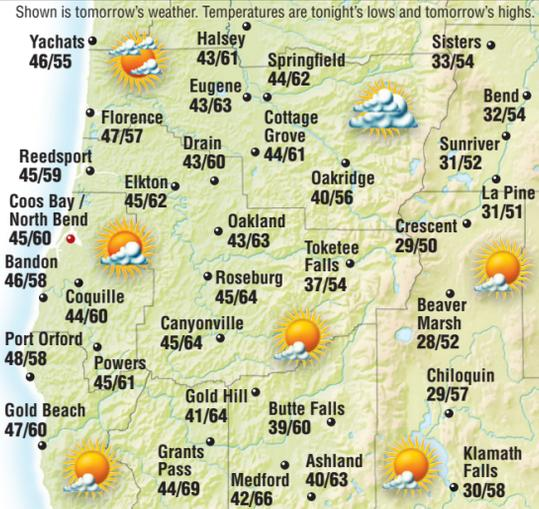 Shown is tomorrow's weather. Temperatures are tonight's lows and tomorrow's highs.
Yachats
46/55
Halsey
43/61
Springfield
44/62
Sisters
33/54
Eugene
43/63
Bend
32/54
Florence
47/57
Cottage
Grove
44/61
Drain
43/60
Sunriver
31/52
Reedsport
45/59
Elkton
45/62
Oakridge
40/56
La Pine
31/51
Coos Bay /
North Bend
45/60
Oakland
43/63
Crescent
29/50
Toketee
Falls
37/54
Bandon
46/58
Coquille
44/60
Roseburg
45/64
Beaver
Marsh
28/52
Canyonville
45/64
Port Orford
48/58
Powers
45/61
Chiloquin
29/57
Gold Hill
41/64
Butte Falls
39/60
Gold Beach
47/60
Grants
Pass
44/69
Medford
42/66
Ashland
40/63
Klamath
Falls
30/58